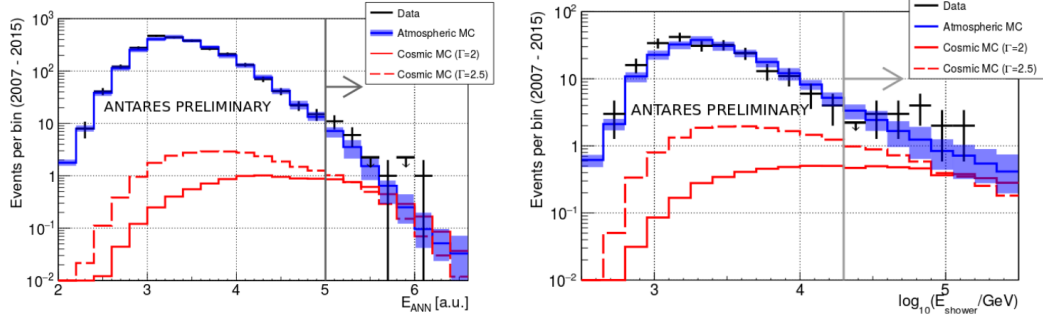 Events per bin (2007 - 2015)
10³
10²
10
1
10⁻¹
10⁻²
2
3
4
5
6
E_ANN [a.u.]
ANTARES PRELIMINARY
Data
Atmospheric MC
Cosmic MC (Γ=2)
Cosmic MC (Γ=2.5)
Events per bin (2007 - 2015)
10²
10
1
10⁻¹
10⁻²
3
4
5
log₁₀(E_shower/GeV)
ANTARES PRELIMINARY
Data
Atmospheric MC
Cosmic MC (Γ=2)
Cosmic MC (Γ=2.5)